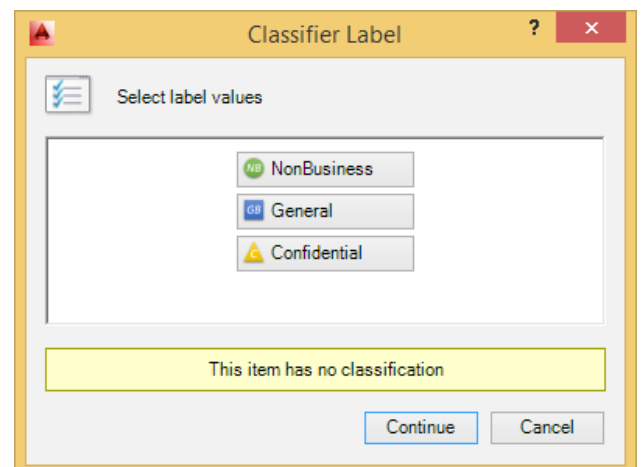 Classifier Label
?
Select label values
NB NonBusiness
GB General
Confidential
This item has no classification
Continue
Cancel